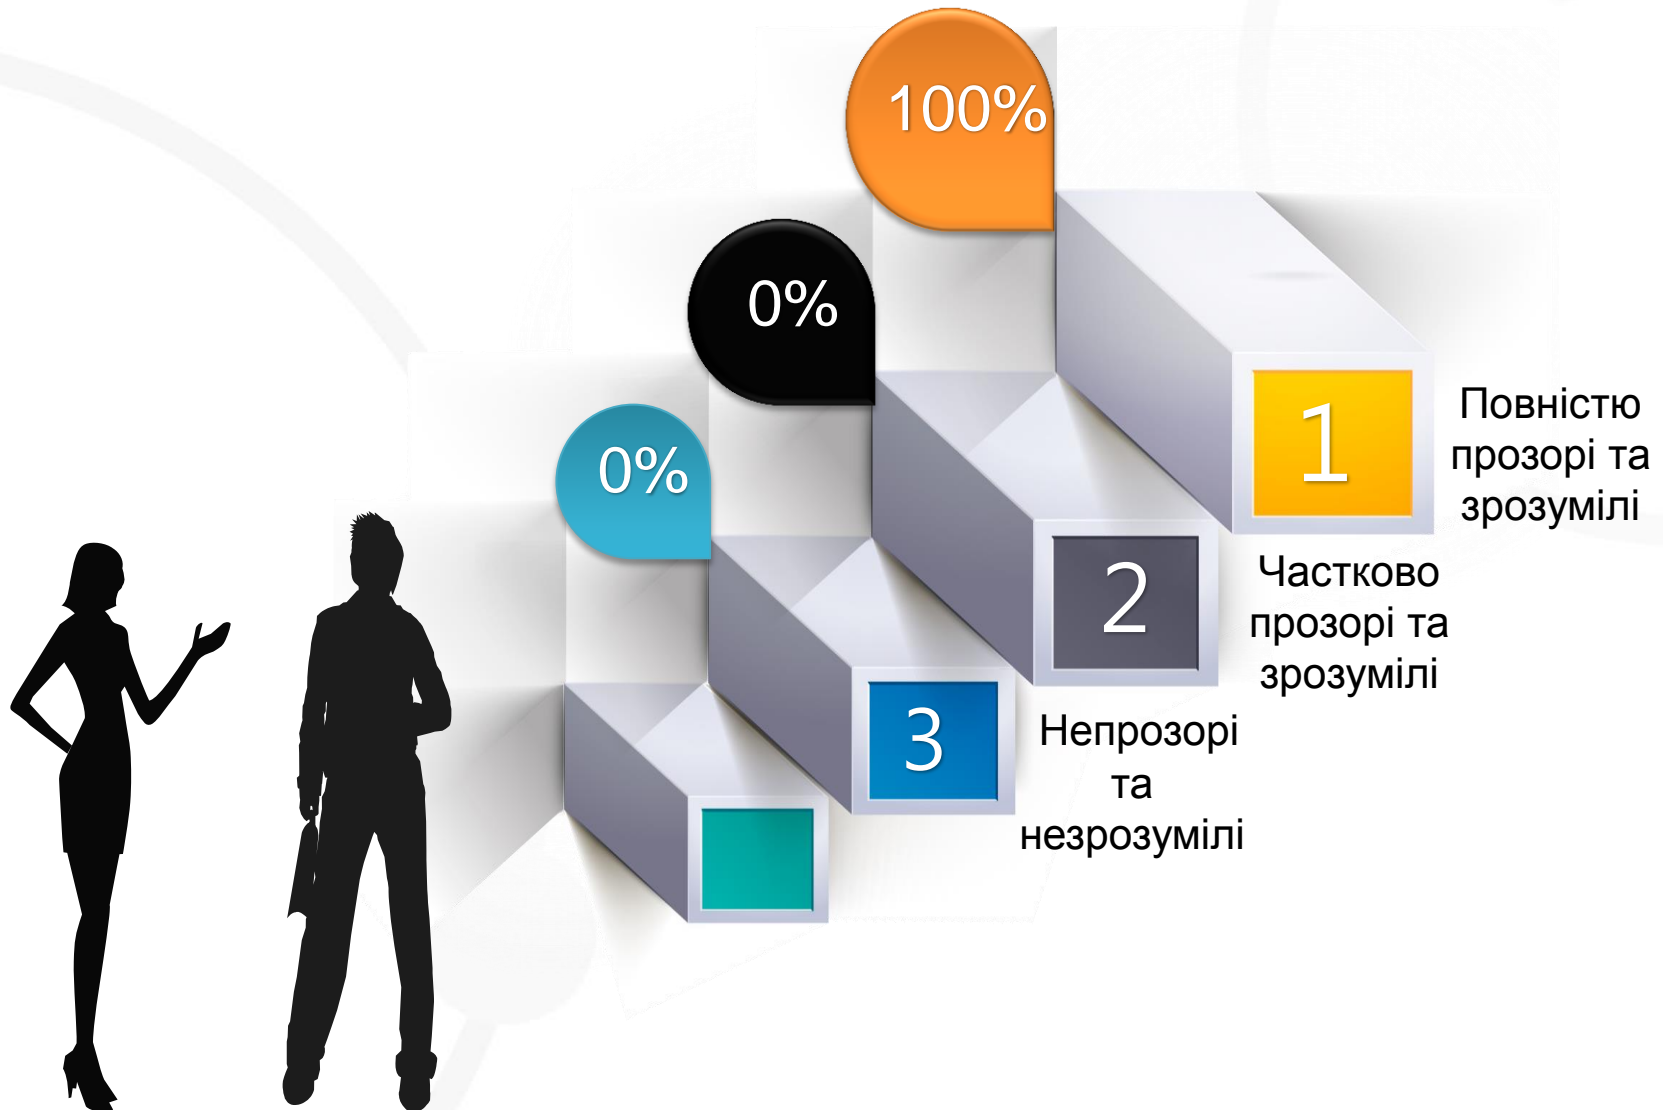 100%
1
Повністю
прозорі та
зрозумілі
0%
2
Частково
прозорі та
зрозумілі
0%
3
Непрозорі
та
незрозумілі